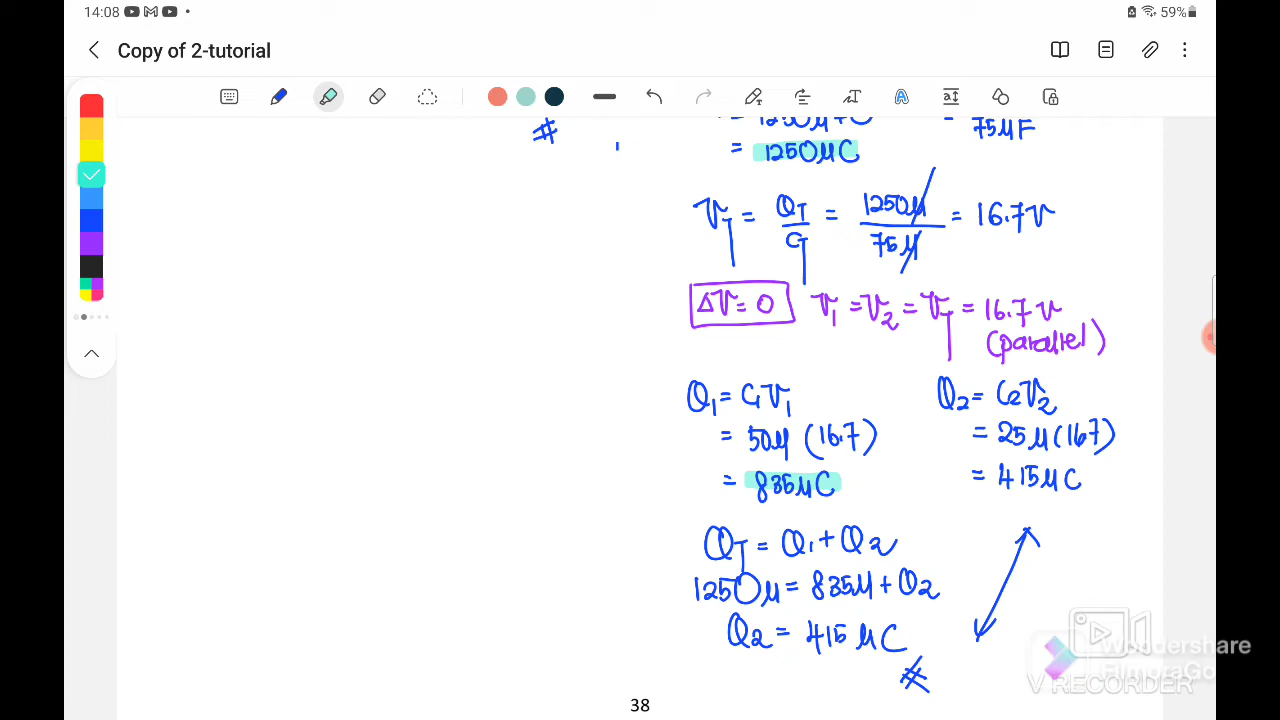 14:08
59%
Copy of 2-tutorial
= 1250μ + 0
=
75μF
#
= 1250μC
V_T = Q_T / C_T = 1250μ / 75μ = 16.7V
ΔV = 0 V_1 = V_2 = V_T = 16.7V
(parallel)
Q_1 = C_1V_1 Q_2 = C_2V_2
= 50μ (16.7) = 25μ (16.7)
= 835μC = 415μC
Q_T = Q_1 + Q_2
1250μ = 835μ + Q_2
Q_2 = 415μC
#
Wondershare
FilmoraGo
V RECORDER
38